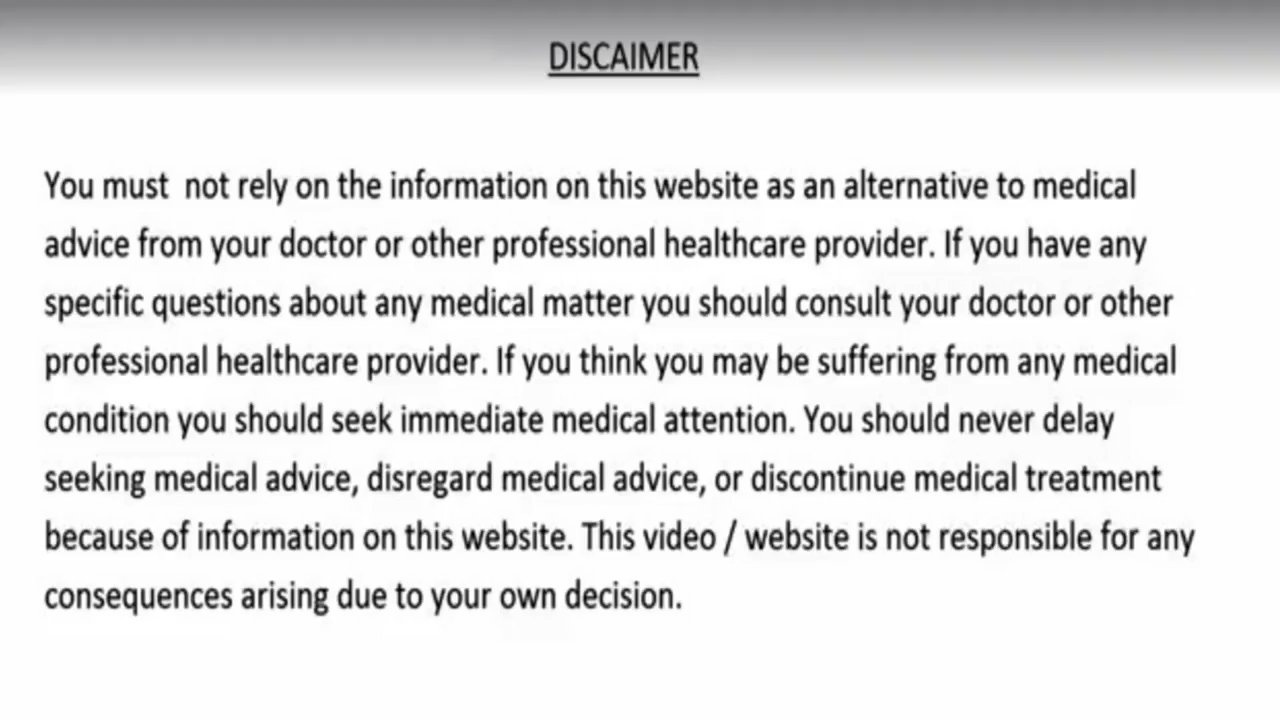 DISCAIMER
You must  not rely on the information on this website as an alternative to medical
advice from your doctor or other professional healthcare provider. If you have any
specific questions about any medical matter you should consult your doctor or other
professional healthcare provider. If you think you may be suffering from any medical
condition you should seek immediate medical attention. You should never delay
seeking medical advice, disregard medical advice, or discontinue medical treatment
because of information on this website. This video / website is not responsible for any
consequences arising due to your own decision.